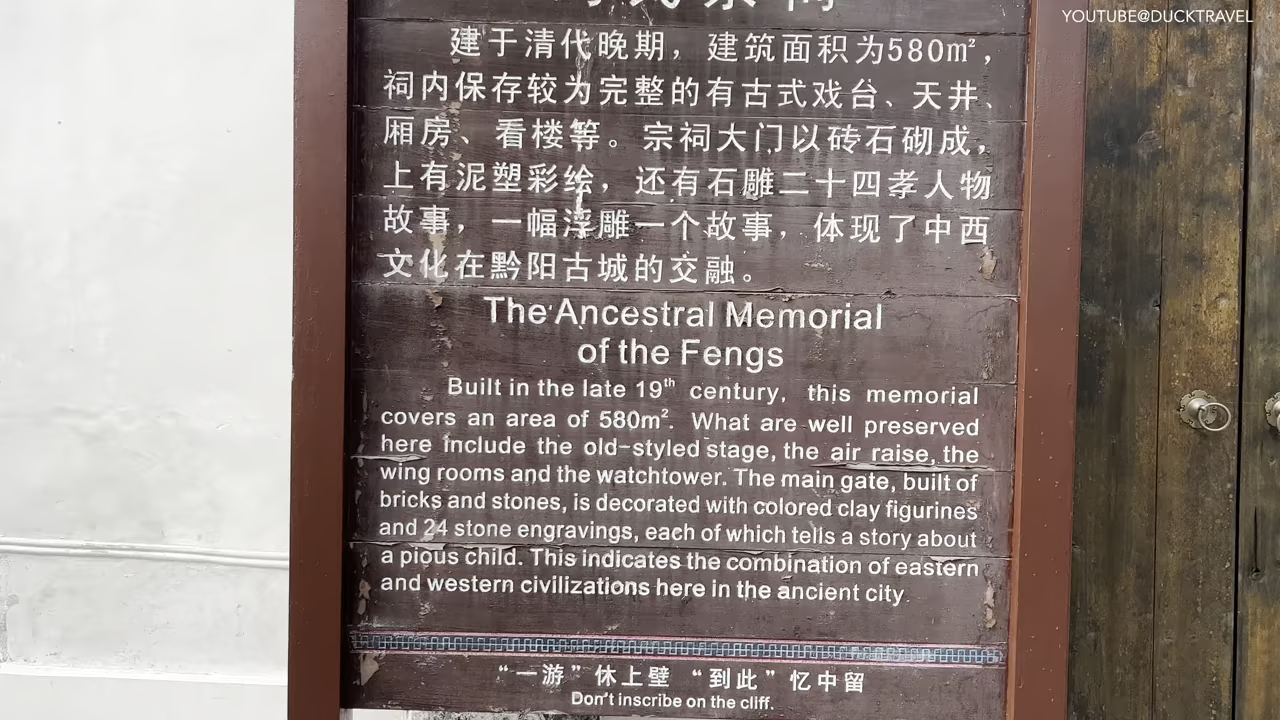 YOUTUBE@DUCKTRAVEL
氏宗祠
建于清代晚期，建筑面积为580㎡，
祠内保存较为完整的有古式戏台、天井、
厢房、看楼等。宗祠大门以砖石砌成，
上有泥塑彩绘，还有石雕二十四孝人物
故事，一幅浮雕一个故事，体现了中西
文化在黔阳古城的交融。
The Ancestral Memorial
of the Fengs
Built in the late 19th century, this memorial
covers an area of 580m². What are well preserved
here include the old-styled stage, the air raise, the
wing rooms and the watchtower. The main gate, built of
bricks and stones, is decorated with colored clay figurines
and 24 stone engravings, each of which tells a story about
a pious child. This indicates the combination of eastern
and western civilizations here in the ancient city.
“一游”休上壁 “到此”忆中留
Don't inscribe on the cliff.